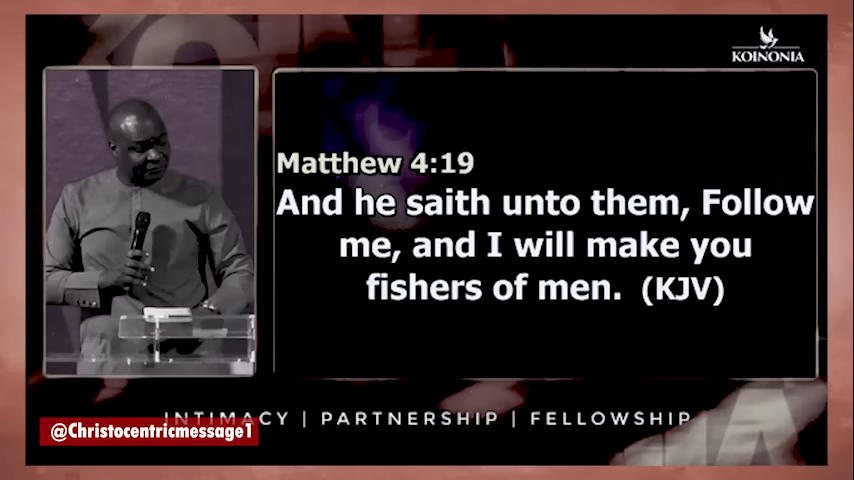 KOINONIA
Matthew 4:19
And he saith unto them, Follow
me, and I will make you
fishers of men. (KJV)
INTIMACY | PARTNERSHIP | FELLOWSHIP
@Christocentricmessage1